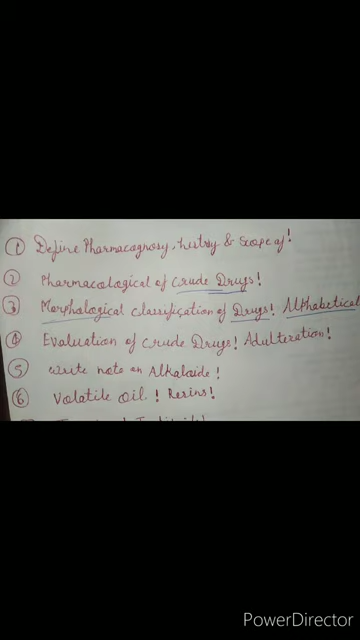 ① Define Pharmacognosy, history & Scope of!
② Pharmacological of Crude Drugs!
③ Morphological classification of Drugs! Alphabetical
④ Evaluation of Crude Drugs! Adulteration!
⑤ Write note on Alkaloide!
⑥ Volatile Oil! Resins!
PowerDirector